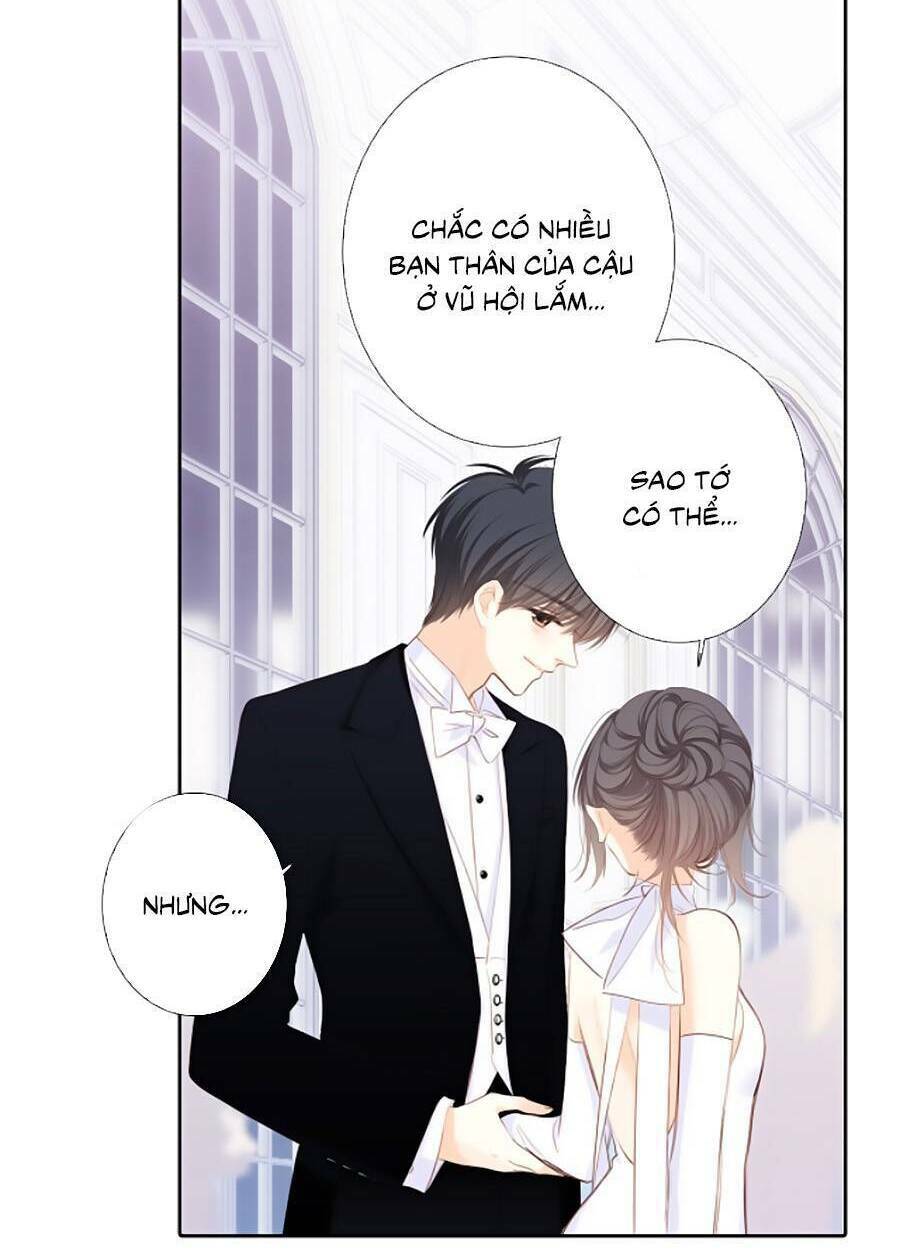 CHẮC CÓ NHIỀU
BẠN THÂN CỦA CẬU
Ở VŨ HỘI LẮM...
SAO TỚ
CÓ THỂ...
NHƯNG...